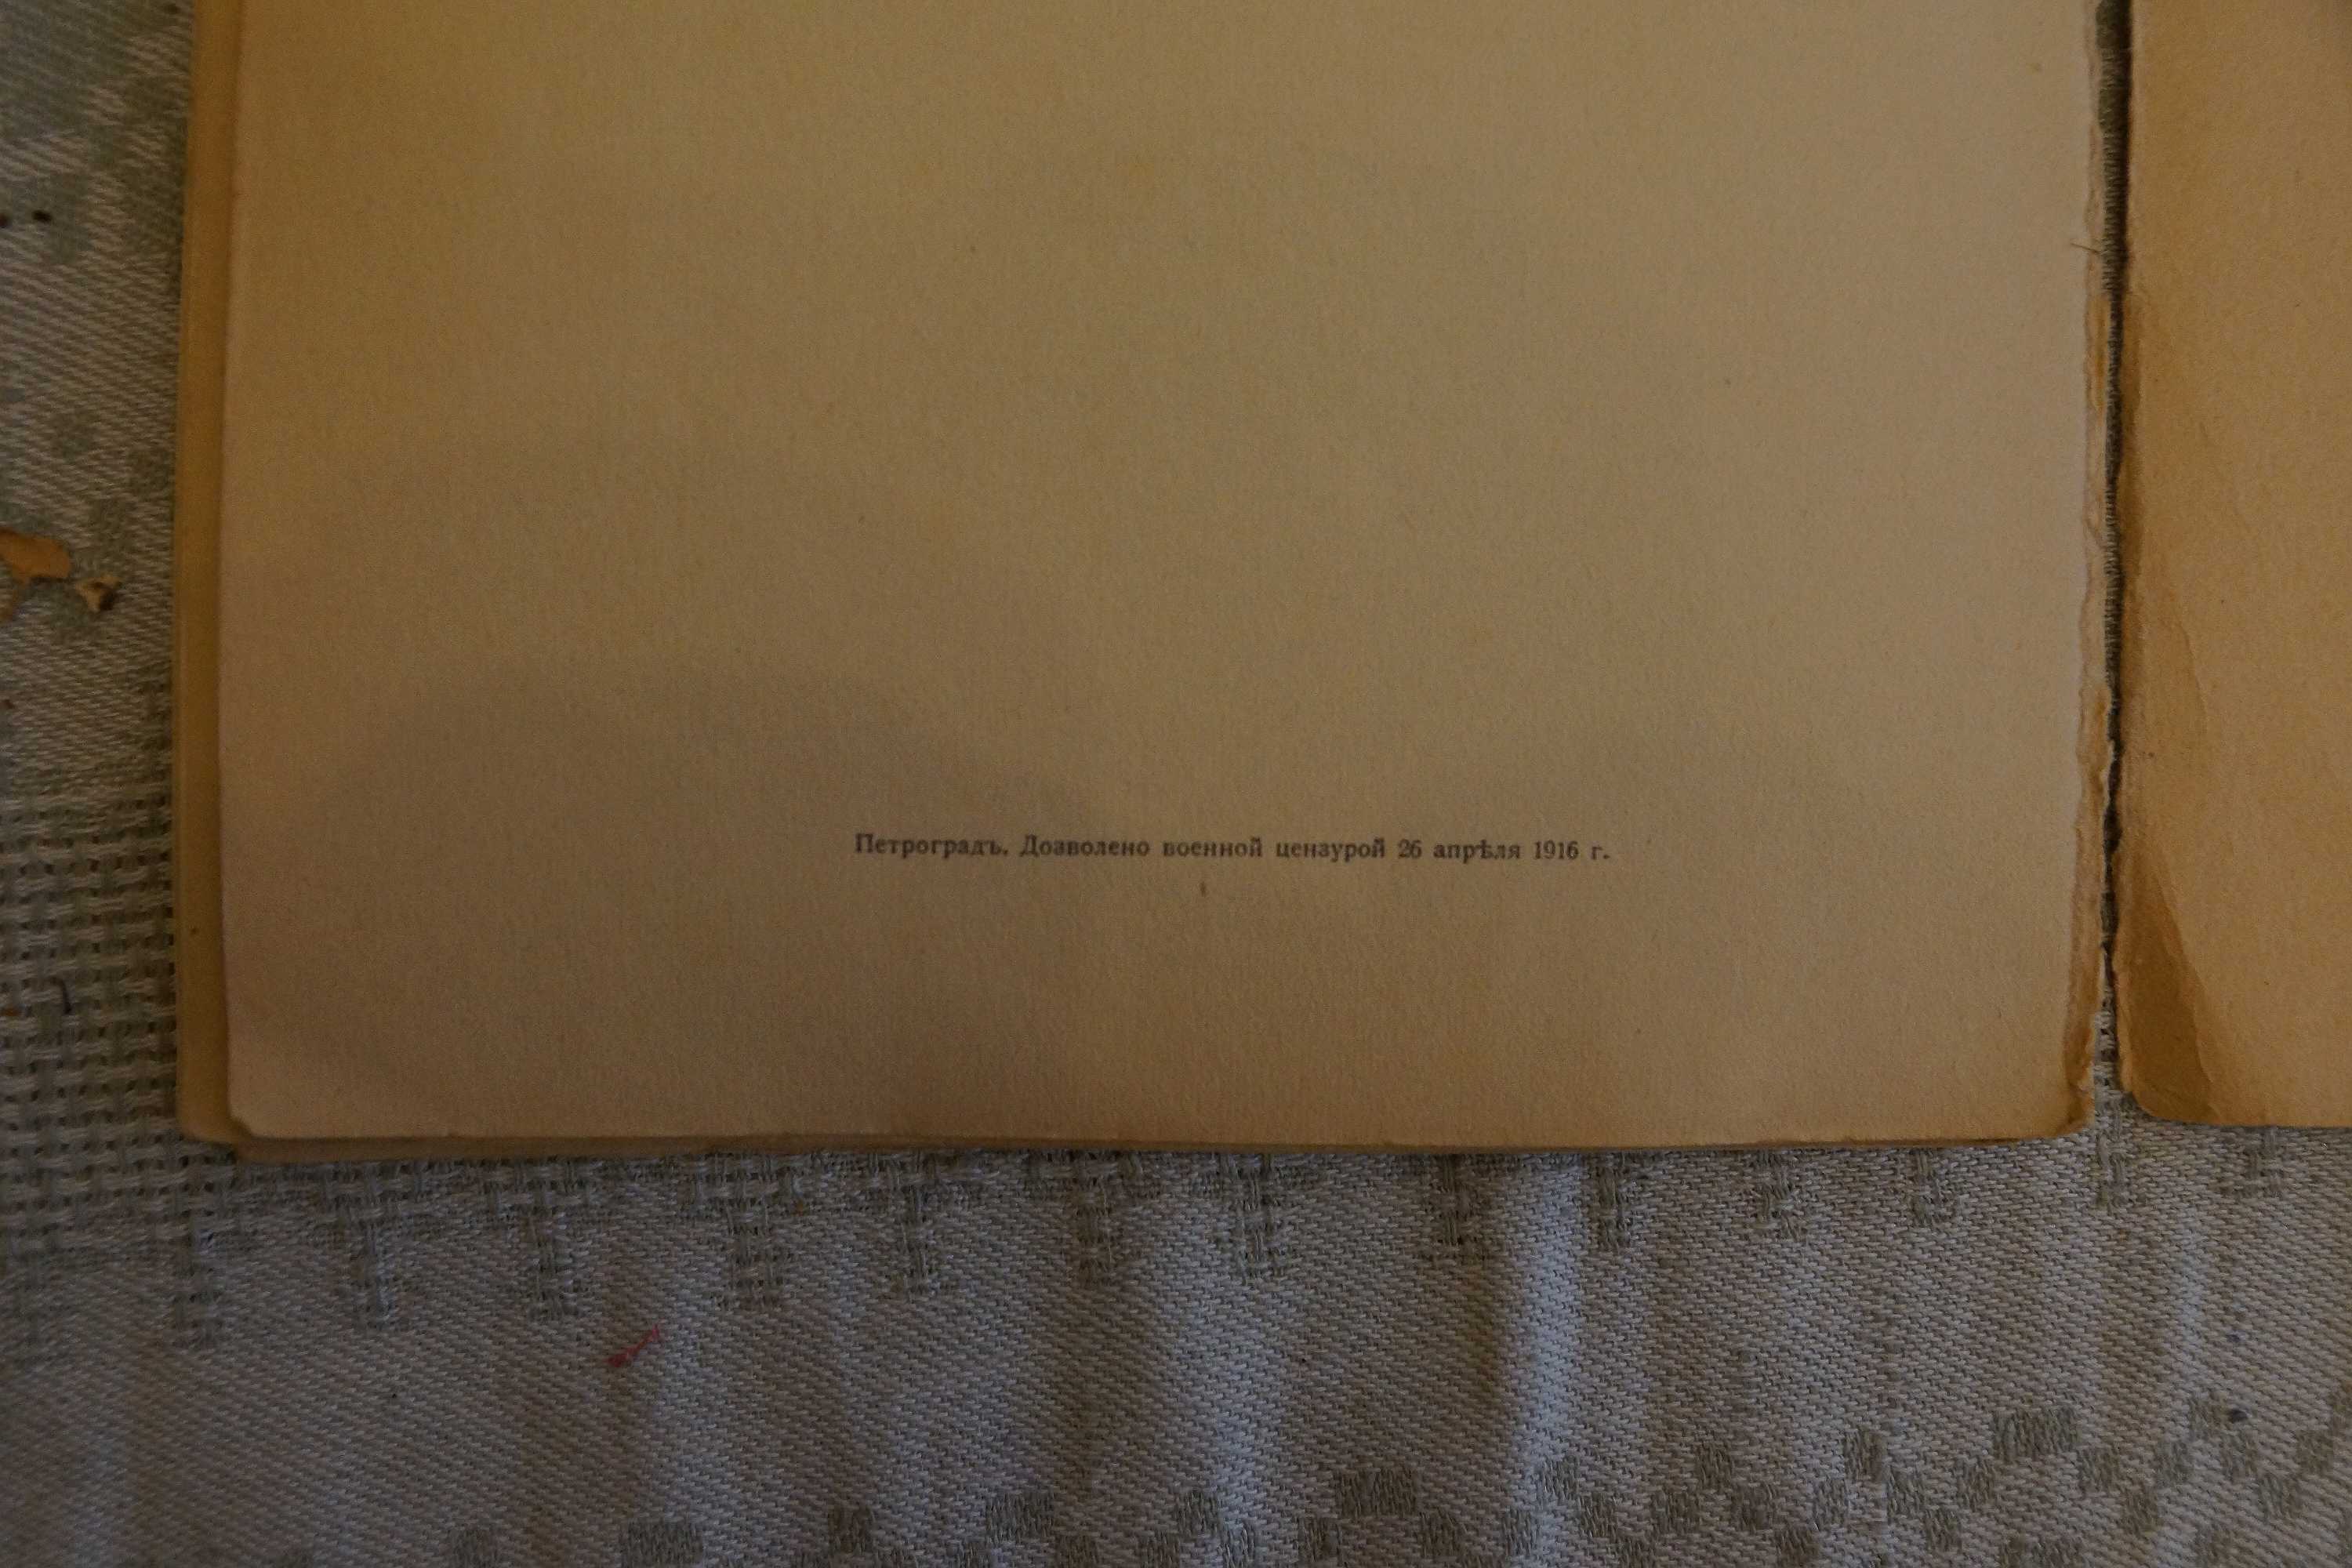 Петроградъ. Дозволено военной цензурой 26 апрѣля 1916 г.